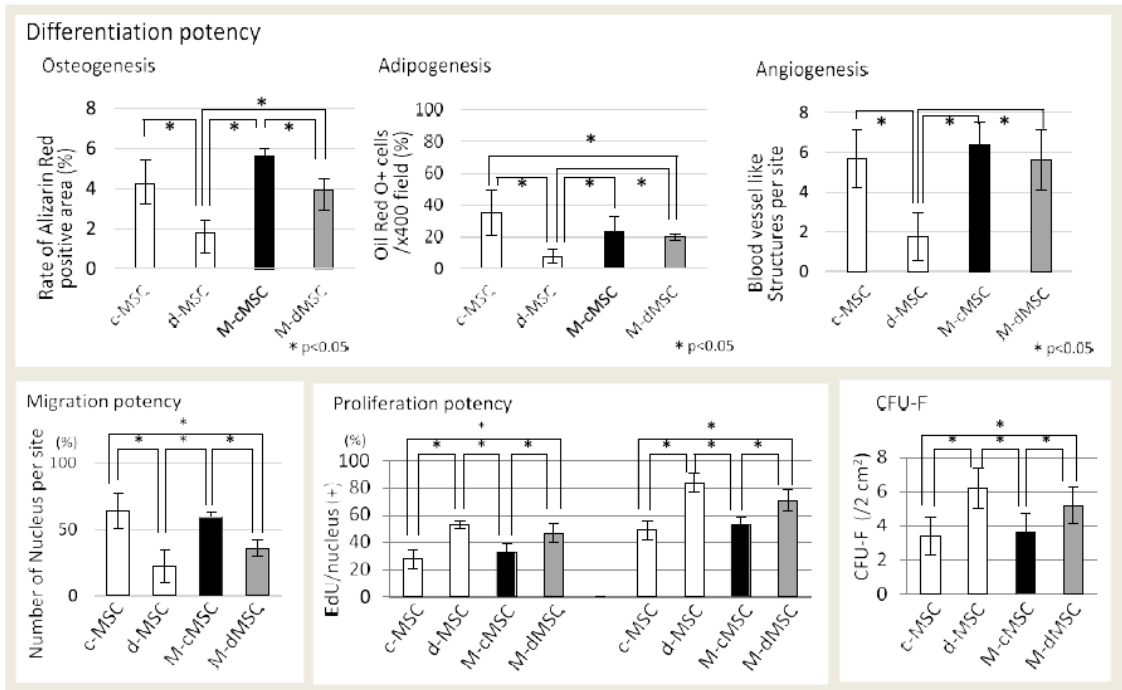 Differentiation potency
Osteogenesis
Rate of Alizarin Red
positive area (%)
8
6
4
2
0
*
*
*
*
c-MSC
d-MSC
M-cMSC
M-dMSC
* p<0.05
Adipogenesis
Oil Red O+ cells
/x400 field (%)
100
80
60
40
20
0
*
*
*
*
c-MSC
d-MSC
M-cMSC
M-dMSC
* p<0.05
Angiogenesis
Blood vessel like
Structures per site
8
6
4
2
0
*
*
*
c-MSC
d-MSC
M-cMSC
M-dMSC
* p<0.05
Migration potency
Number of Nucleus per site
(%)
100
50
0
*
*
*
*
c-MSC
d-MSC
M-cMSC
M-dMSC
Proliferation potency
EdU/nucleus (+)
(%)
100
80
60
40
20
0
*
*
*
*
*
*
*
*
c-MSC
d-MSC
M-cMSC
M-dMSC
c-MSC
d-MSC
M-cMSC
M-dMSC
CFU-F
CFU-F (/2 cm²)
8
6
4
2
0
*
*
*
*
c-MSC
d-MSC
M-cMSC
M-dMSC